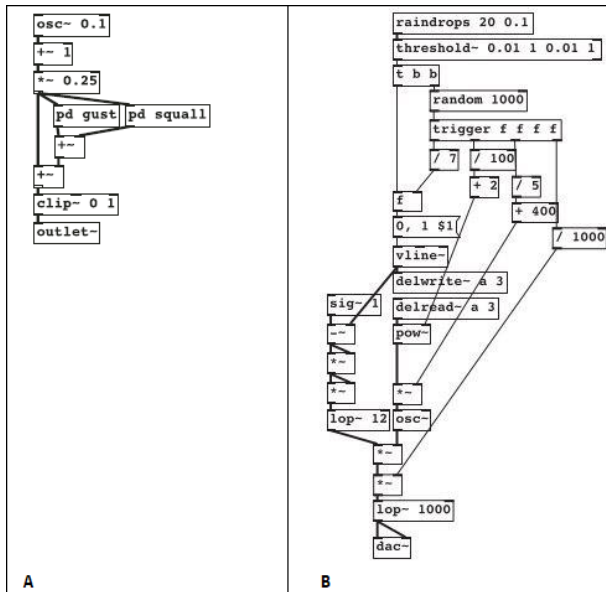 osc~ 0.1
+~ 1
*~ 0.25
pd gust pd squall
+~
+~
clip~ 0 1
outlet~
A
raindrops 20 0.1
threshold~ 0.01 1 0.01 1
t b b
random 1000
trigger f f f f
/ 7 / 100
+ 2 / 5
f + 400
0, 1 $1 / 1000
vline~
delwrite~ a 3
sig~ 1 delread~ a 3
-~ pow~
*~
*~ *~
lop~ 12 osc~
*~
*~
lop~ 1000
dac~
B